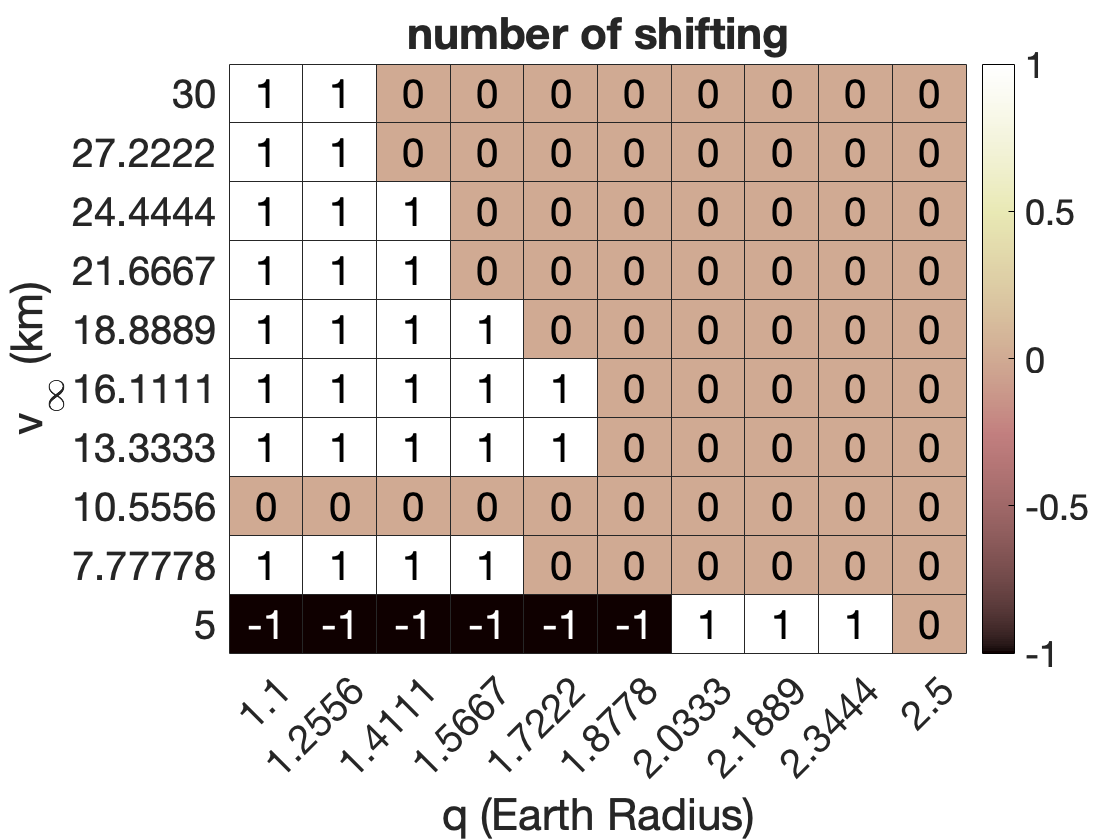 number of shifting
30 1 1 0 0 0 0 0 0 0 0
27.2222 1 1 0 0 0 0 0 0 0 0
24.4444 1 1 1 0 0 0 0 0 0 0
21.6667 1 1 1 0 0 0 0 0 0 0
18.8889 1 1 1 1 0 0 0 0 0 0
16.1111 1 1 1 1 1 0 0 0 0 0
13.3333 1 1 1 1 1 0 0 0 0 0
10.5556 0 0 0 0 0 0 0 0 0 0
7.77778 1 1 1 1 0 0 0 0 0 0
5 -1 -1 -1 -1 -1 -1 1 1 1 0
1.1 1.2556 1.4111 1.5667 1.7222 1.8778 2.0333 2.1889 2.3444 2.5
q (Earth Radius)
v∞ (km)
1
0.5
0
-0.5
-1